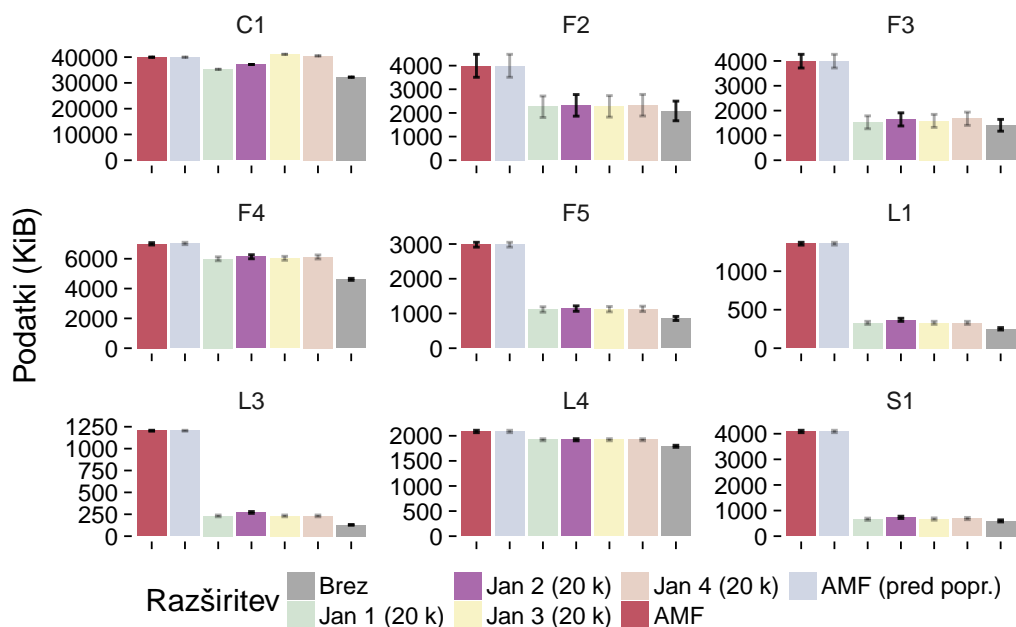 C1
F2
F3
40000
30000
20000
10000
0
4000
3000
2000
1000
0
4000
3000
2000
1000
0
F4
F5
L1
6000
4000
2000
0
3000
2000
1000
0
1000
500
0
L3
L4
S1
1250
1000
750
500
250
0
2000
1500
1000
500
0
4000
3000
2000
1000
0
Podatki (KiB)
Razširitev
Brez
Jan 1 (20 k)
Jan 2 (20 k)
Jan 3 (20 k)
Jan 4 (20 k)
AMF
AMF (pred popr.)